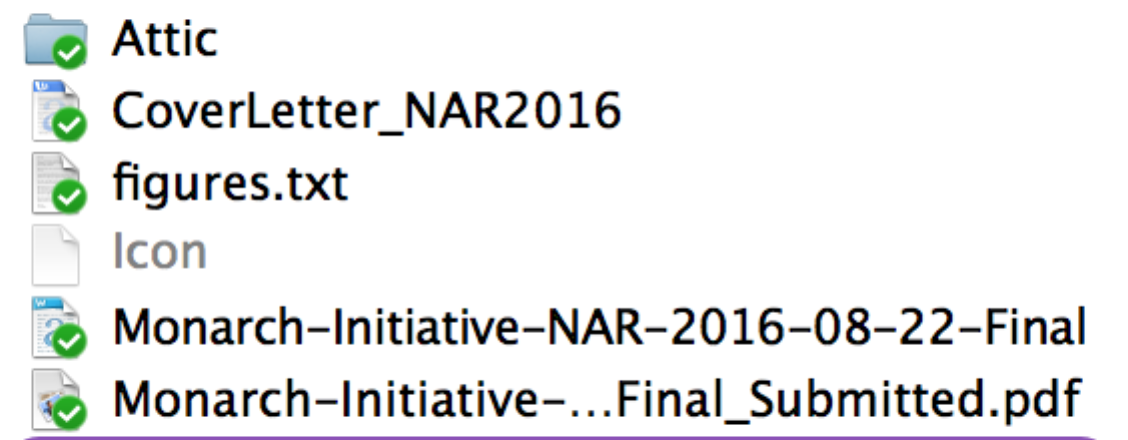 Attic
CoverLetter_NAR2016
figures.txt
Icon
Monarch-Initiative-NAR-2016-08-22-Final
Monarch-Initiative-...Final_Submitted.pdf